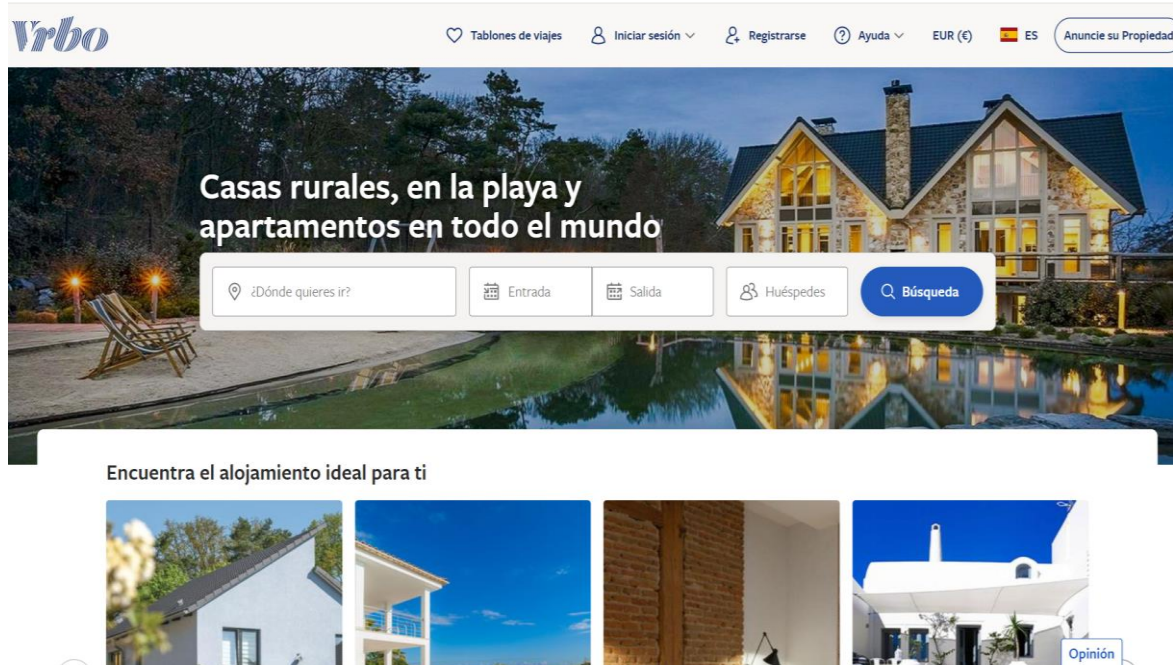 Vrbo
Tablones de viajes
Iniciar sesión
Registrarse
Ayuda
EUR (€)
ES
Anuncie su Propiedad
Casas rurales, en la playa y
apartamentos en todo el mundo
¿Dónde quieres ir?
Entrada
Salida
Huéspedes
Búsqueda
Encuentra el alojamiento ideal para ti
Opinión